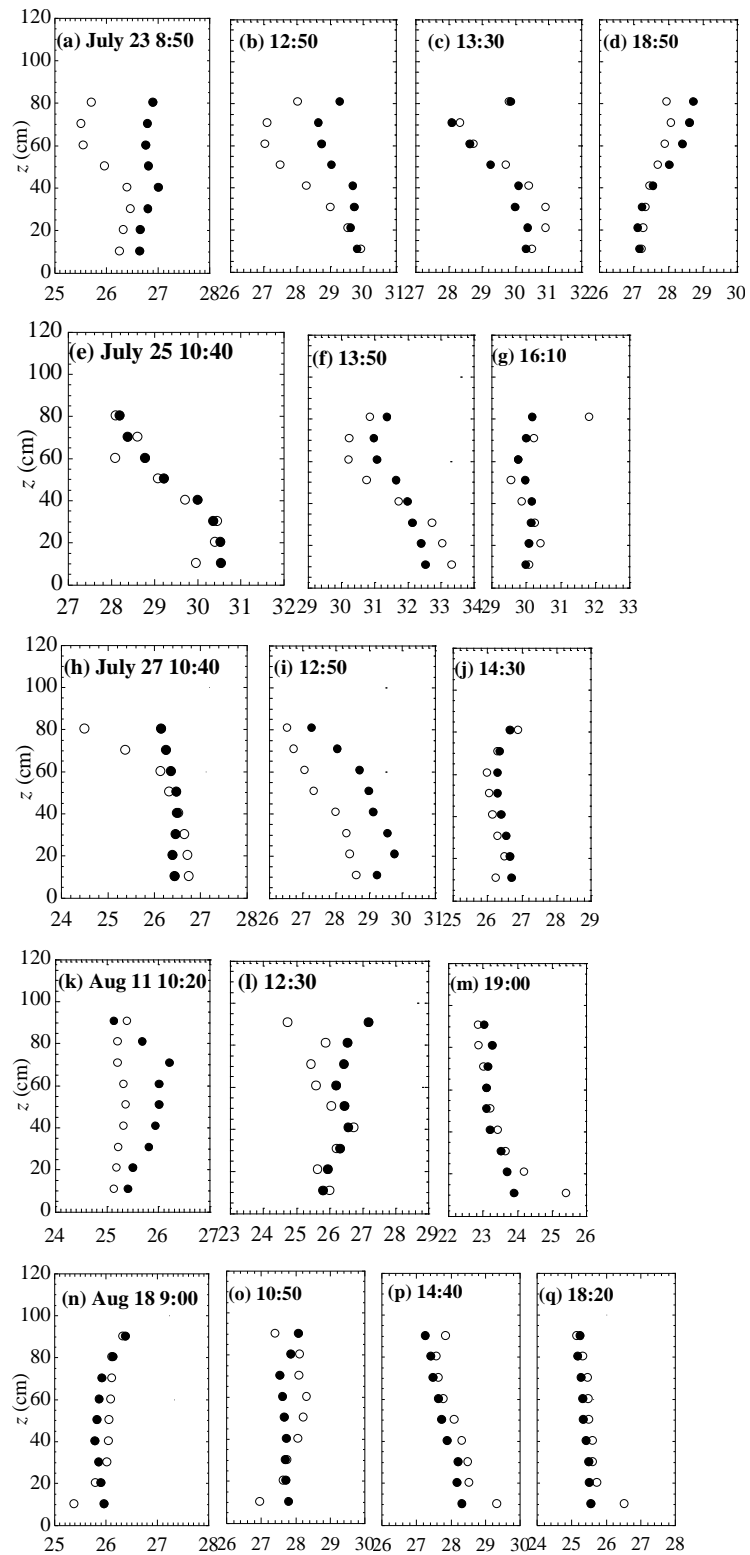 120
(a) July 23 8:50
(b) 12:50
(c) 13:30
(d) 18:50
100
80
60
40
20
0
z (cm)
25 26 27 28
26 27 28 29 30 31
27 28 29 30 31 32
26 27 28 29 30
120
(e) July 25 10:40
(f) 13:50
(g) 16:10
100
80
60
40
20
0
z (cm)
27 28 29 30 31 32
29 30 31 32 33 34
29 30 31 32 33
120
(h) July 27 10:40
(i) 12:50
(j) 14:30
100
80
60
40
20
0
z (cm)
24 25 26 27 28
26 27 28 29 30 31
25 26 27 28 29
120
(k) Aug 11 10:20
(l) 12:30
(m) 19:00
100
80
60
40
20
0
z (cm)
24 25 26 27
23 24 25 26 27 28 29
22 23 24 25 26
120
(n) Aug 18 9:00
(o) 10:50
(p) 14:40
(q) 18:20
100
80
60
40
20
0
z (cm)
25 26 27 28
26 27 28 29 30
26 27 28 29 30
24 25 26 27 28